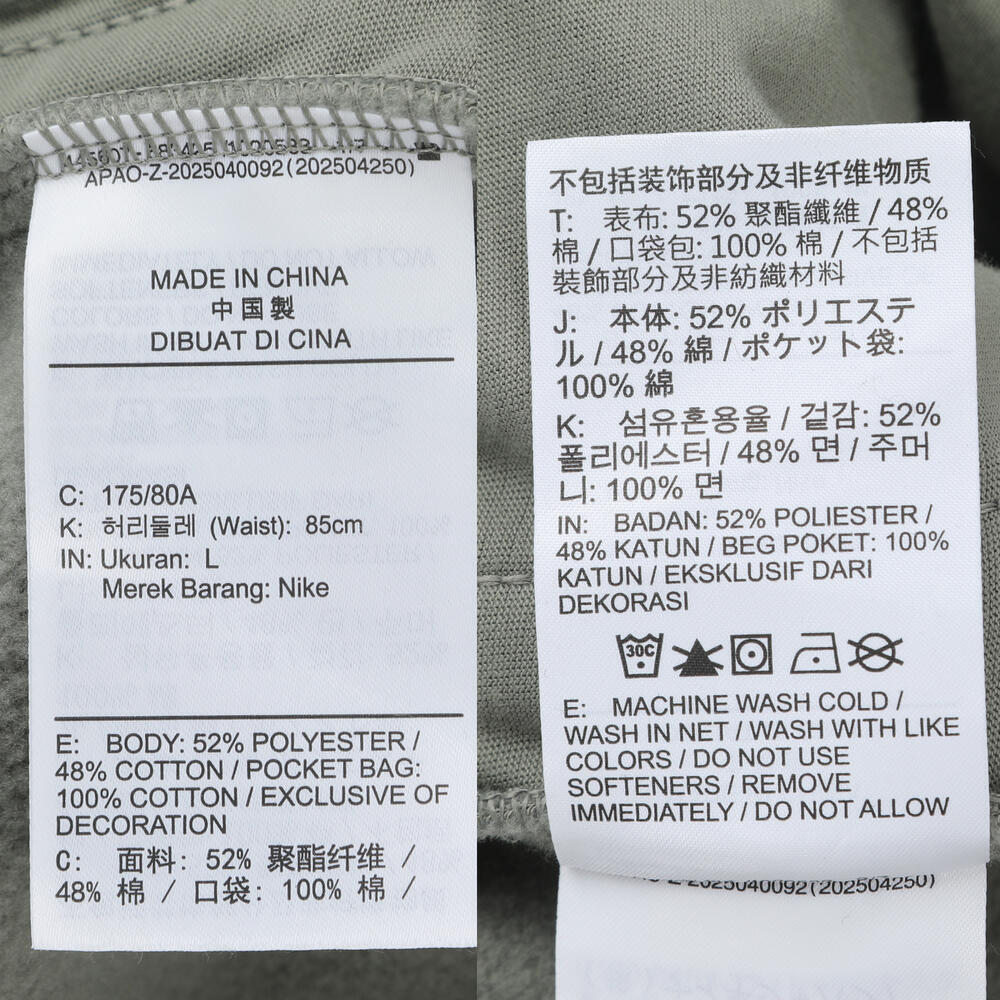 APAO-Z-2025040092(202504250)
MADE IN CHINA
中国製
DIBUAT DI CINA
C: 175/80A
K: 허리둘레 (Waist): 85cm
IN: Ukuran: L
Merek Barang: Nike
E: BODY: 52% POLYESTER /
48% COTTON / POCKET BAG:
100% COTTON / EXCLUSIVE OF
DECORATION
C: 面料: 52% 聚酯纤维 /
48% 棉 / 口袋: 100% 棉 /
不包括装饰部分及非纤维物质
T: 表布: 52% 聚酯纖維 / 48%
棉 / 口袋包: 100% 棉 / 不包括
裝飾部分及非紡織材料
J: 本体: 52% ポリエステ
ル / 48% 綿 / ポケット袋:
100% 綿
K: 섬유혼용율 / 겉감: 52%
폴리에스터 / 48% 면 / 주머
니: 100% 면
IN: BADAN: 52% POLIESTER /
48% KATUN / BEG POKET: 100%
KATUN / EKSKLUSIF DARI
DEKORASI
30C
E: MACHINE WASH COLD /
WASH IN NET / WASH WITH LIKE
COLORS / DO NOT USE
SOFTENERS / REMOVE
IMMEDIATELY / DO NOT ALLOW
-Z-2025040092(202504250)